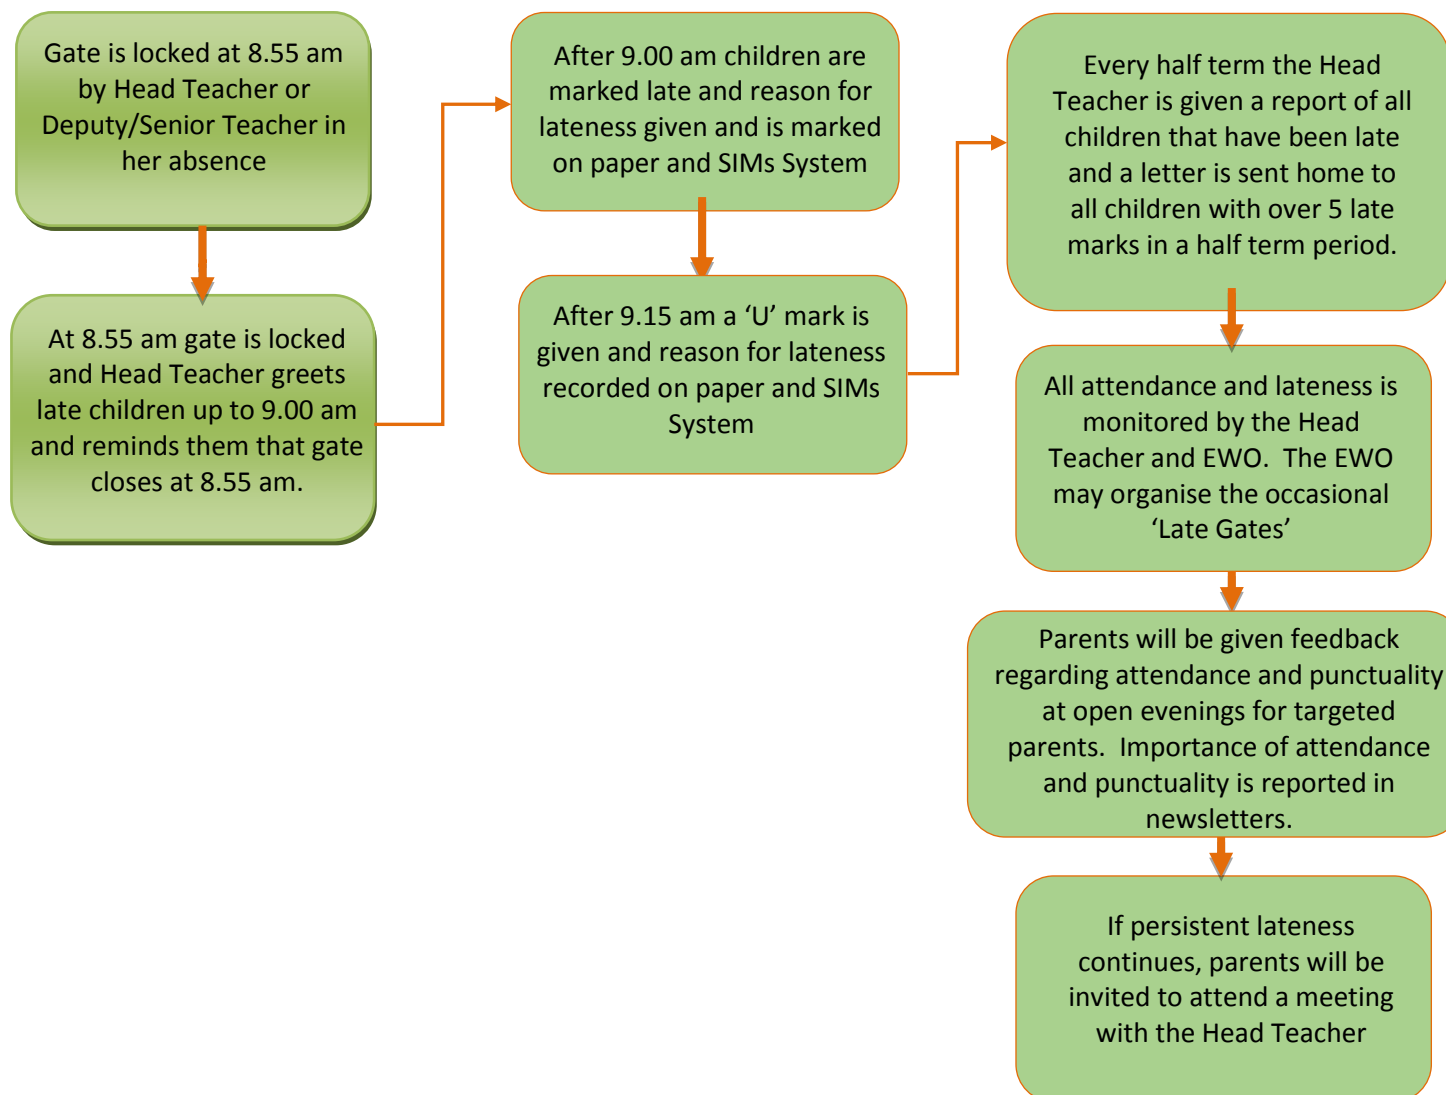 Gate is locked at 8.55 am
by Head Teacher or
Deputy/Senior Teacher in
her absence
At 8.55 am gate is locked
and Head Teacher greets
late children up to 9.00 am
and reminds them that gate
closes at 8.55 am.
After 9.00 am children are
marked late and reason for
lateness given and is marked
on paper and SIMs System
After 9.15 am a ‘U’ mark is
given and reason for lateness
recorded on paper and SIMs
System
Every half term the Head
Teacher is given a report of all
children that have been late
and a letter is sent home to
all children with over 5 late
marks in a half term period.
All attendance and lateness is
monitored by the Head
Teacher and EWO.  The EWO
may organise the occasional
‘Late Gates’
Parents will be given feedback
regarding attendance and punctuality
at open evenings for targeted
parents.  Importance of attendance
and punctuality is reported in
newsletters.
If persistent lateness
continues, parents will be
invited to attend a meeting
with the Head Teacher